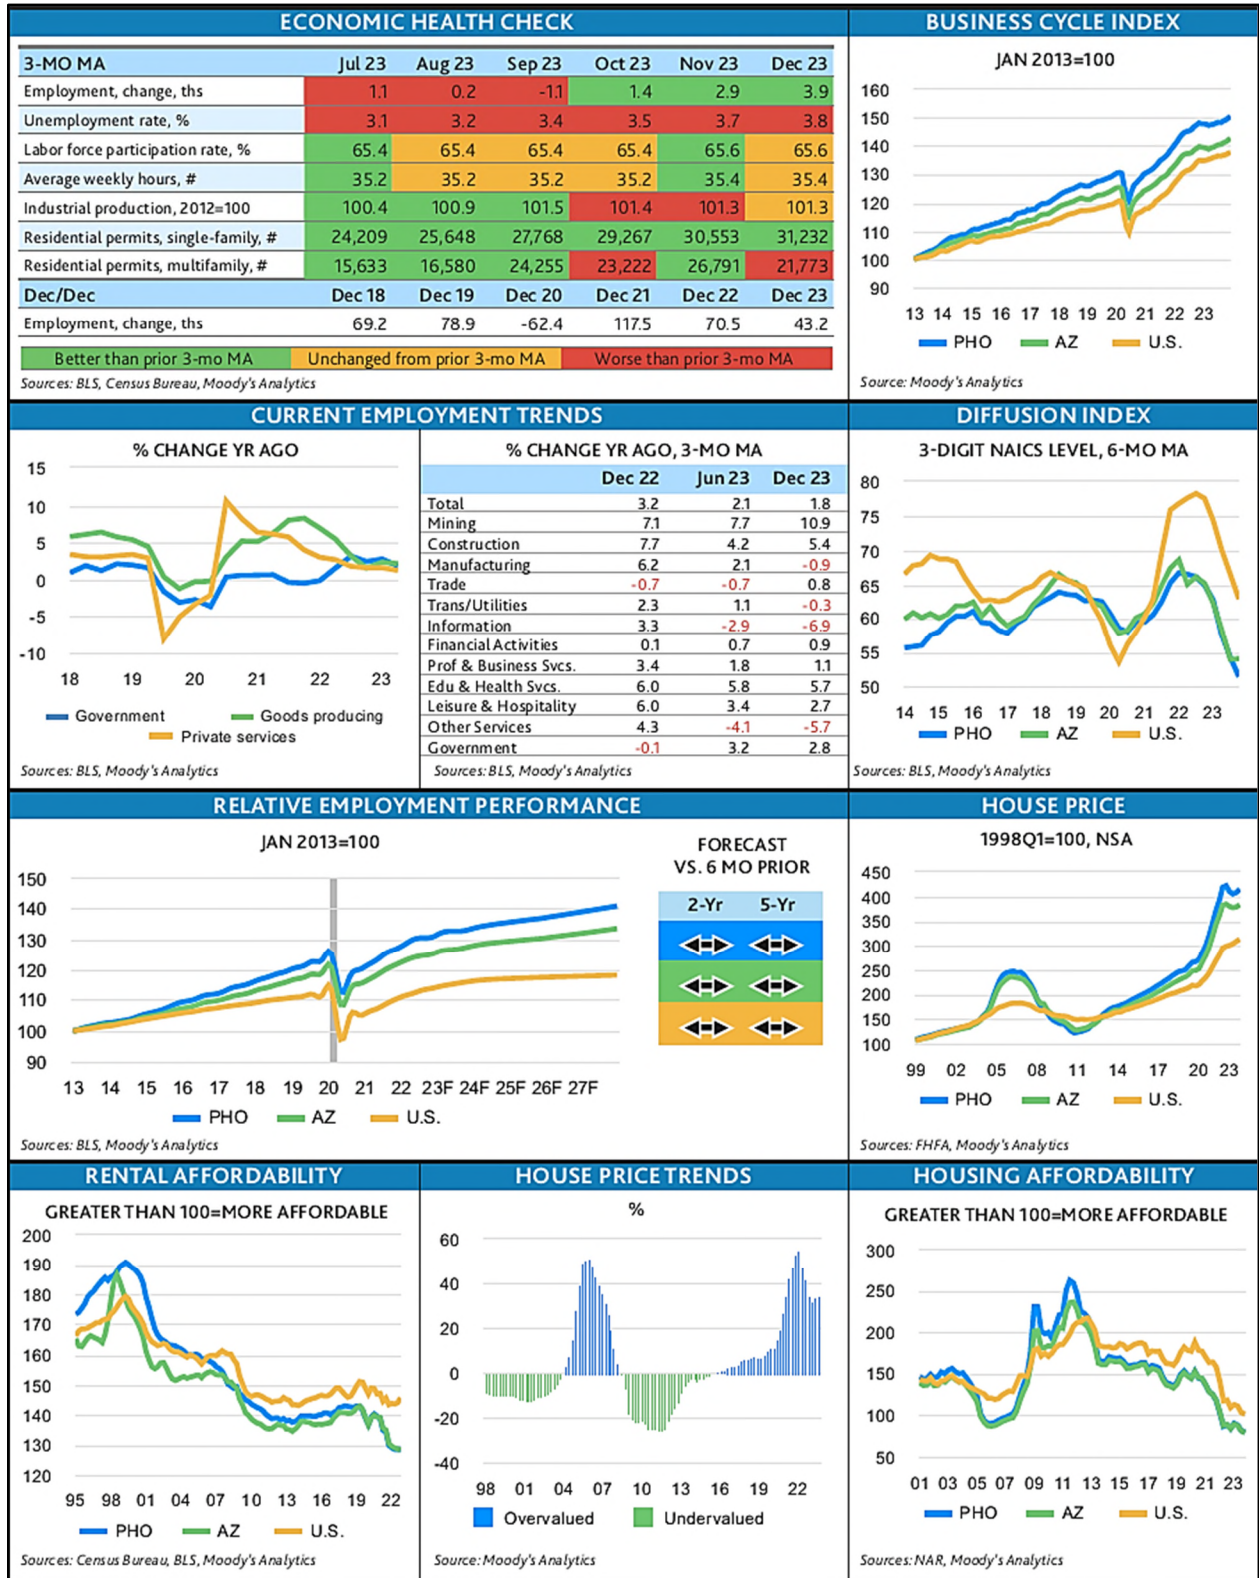 ECONOMIC HEALTH CHECK
3-MO MA Jul 23 Aug 23 Sep 23 Oct 23 Nov 23 Dec 23
Employment, change, ths 1.1 0.2 -1.1 1.4 2.9 3.9
Unemployment rate, % 3.1 3.2 3.4 3.5 3.7 3.8
Labor force participation rate, % 65.4 65.4 65.4 65.4 65.6 65.6
Average weekly hours, # 35.2 35.2 35.2 35.2 35.4 35.4
Industrial production, 2012=100 100.4 100.9 101.5 101.4 101.3 101.3
Residential permits, single-family, # 24,209 25,648 27,768 29,267 30,553 31,232
Residential permits, multifamily, # 15,633 16,580 24,255 23,222 26,791 21,773
Dec/Dec Dec 18 Dec 19 Dec 20 Dec 21 Dec 22 Dec 23
Employment, change, ths 69.2 78.9 -62.4 117.5 70.5 43.2
Better than prior 3-mo MA Unchanged from prior 3-mo MA Worse than prior 3-mo MA
Sources: BLS, Census Bureau, Moody's Analytics
BUSINESS CYCLE INDEX
JAN 2013=100
160
150
140
130
120
110
100
90
13 14 15 16 17 18 19 20 21 22 23
PHO AZ U.S.
Source: Moody's Analytics
CURRENT EMPLOYMENT TRENDS
% CHANGE YR AGO
15
10
5
0
-5
-10
18 19 20 21 22 23
Government Goods producing
Private services
Sources: BLS, Moody's Analytics
% CHANGE YR AGO, 3-MO MA
Dec 22 Jun 23 Dec 23
Total 3.2 2.1 1.8
Mining 7.1 7.7 10.9
Construction 7.7 4.2 5.4
Manufacturing 6.2 2.1 -0.9
Trade -0.7 -0.7 0.8
Trans/Utilities 2.3 1.1 -0.3
Information 3.3 -2.9 -6.9
Financial Activities 0.1 0.7 0.9
Prof & Business Svcs. 3.4 1.8 1.1
Edu & Health Svcs. 6.0 5.8 5.7
Leisure & Hospitality 6.0 3.4 2.7
Other Services 4.3 -4.1 -5.7
Government -0.1 3.2 2.8
Sources: BLS, Moody's Analytics
DIFFUSION INDEX
3-DIGIT NAICS LEVEL, 6-MO MA
80
75
70
65
60
55
50
14 15 16 17 18 19 20 21 22 23
PHO AZ U.S.
Sources: BLS, Moody's Analytics
RELATIVE EMPLOYMENT PERFORMANCE
JAN 2013=100
150
140
130
120
110
100
90
13 14 15 16 17 18 19 20 21 22 23F 24F 25F 26F 27F
PHO AZ U.S.
Sources: BLS, Moody's Analytics
FORECAST
VS. 6 MO PRIOR
2-Yr 5-Yr
HOUSE PRICE
1998Q1=100, NSA
450
400
350
300
250
200
150
100
99 02 05 08 11 14 17 20 23
PHO AZ U.S.
Sources: FHFA, Moody's Analytics
RENTAL AFFORDABILITY
GREATER THAN 100=MORE AFFORDABLE
200
190
180
170
160
150
140
130
120
95 98 01 04 07 10 13 16 19 22
PHO AZ U.S.
Sources: Census Bureau, BLS, Moody's Analytics
HOUSE PRICE TRENDS
%
60
40
20
0
-20
-40
98 01 04 07 10 13 16 19 22
Overvalued Undervalued
Source: Moody's Analytics
HOUSING AFFORDABILITY
GREATER THAN 100=MORE AFFORDABLE
300
250
200
150
100
50
01 03 05 07 09 11 13 15 17 19 21 23
PHO AZ U.S.
Sources: NAR, Moody's Analytics